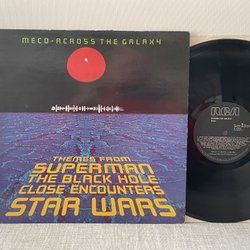 MECO-ACROSS THE GALAXY
THEMES FROM
SUPERMAN
THE BLACK HOLE
CLOSE ENCOUNTERS
STAR WARS
RCA